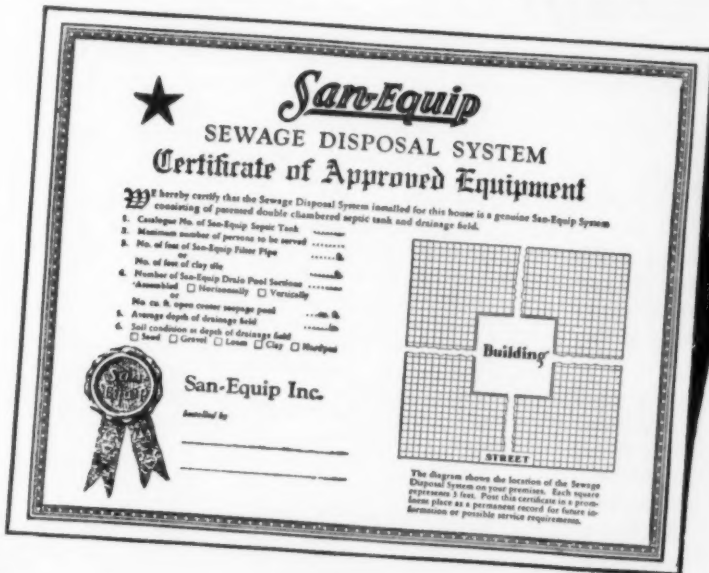 San-Equip
SEWAGE DISPOSAL SYSTEM
Certificate of Approved Equipment
WE hereby certify that the Sewage Disposal System installed for this house is a genuine San-Equip System
consisting of patented double chambered septic tank and drainage field.
1. Catalogue No. of San-Equip Septic Tank
2. Maximum number of persons to be served
3. No. of feet of San-Equip Filter Pipe ft.
or
No. of feet of clay tile ft.
4. Number of San-Equip Drain Pool Sections
Assembled Horizontally Vertically
or
No. cu. ft. open center seepage pool cu. ft.
5. Average depth of drainage field
6. Soil condition at depth of drainage field
Sand Gravel Loam Clay Hardpan
San-Equip Inc.
Installed by
Building
STREET
The diagram shows the location of the Sewage
Disposal System on your premises. Each square
represents 5 feet. Post this certificate in a prom-
inent place as a permanent record for future in-
formation or possible service requirements.